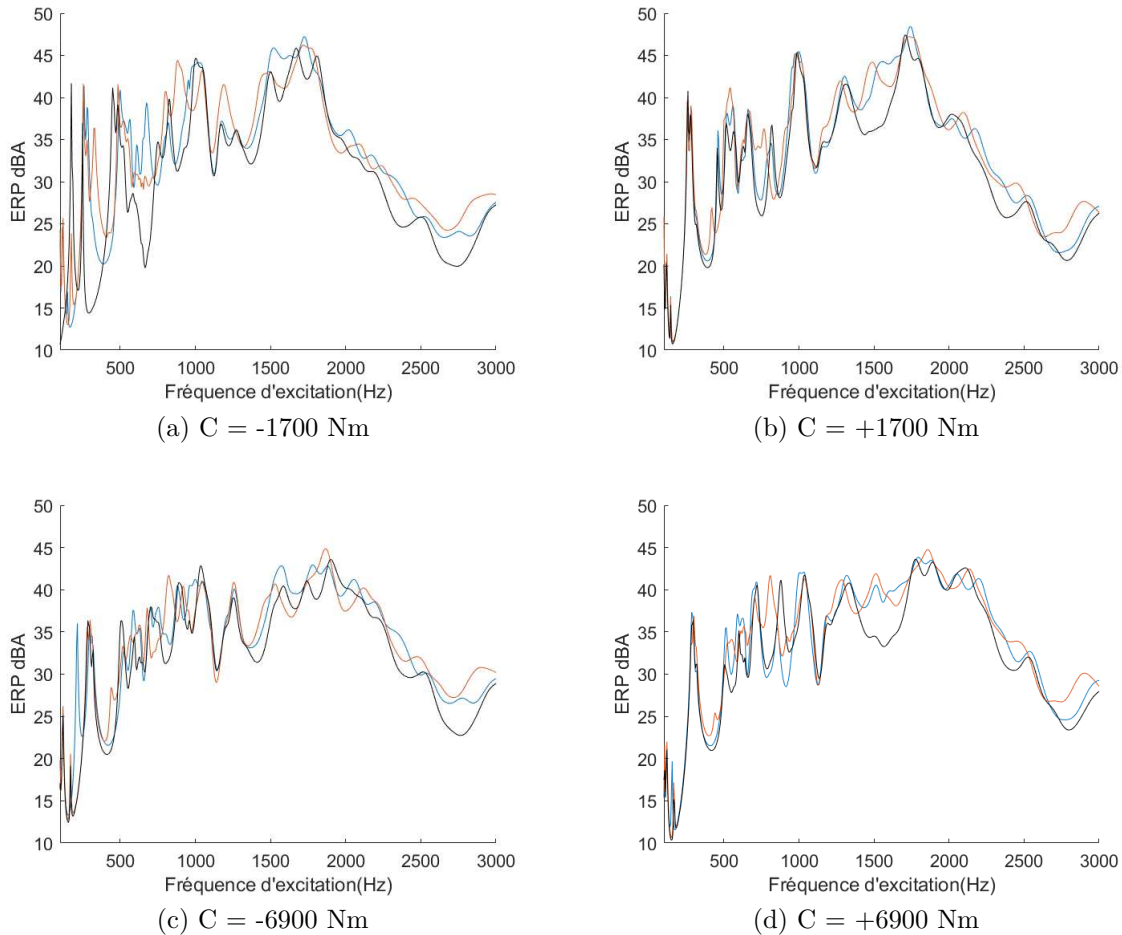 50
45
40
35
30
25
20
15
10
ERP dBA
500 1000 1500 2000 2500 3000
Fréquence d'excitation(Hz)
(a) C = -1700 Nm
50
45
40
35
30
25
20
15
10
ERP dBA
500 1000 1500 2000 2500 3000
Fréquence d'excitation(Hz)
(b) C = +1700 Nm
50
45
40
35
30
25
20
15
10
ERP dBA
500 1000 1500 2000 2500 3000
Fréquence d'excitation(Hz)
(c) C = -6900 Nm
50
45
40
35
30
25
20
15
10
ERP dBA
500 1000 1500 2000 2500 3000
Fréquence d'excitation(Hz)
(d) C = +6900 Nm